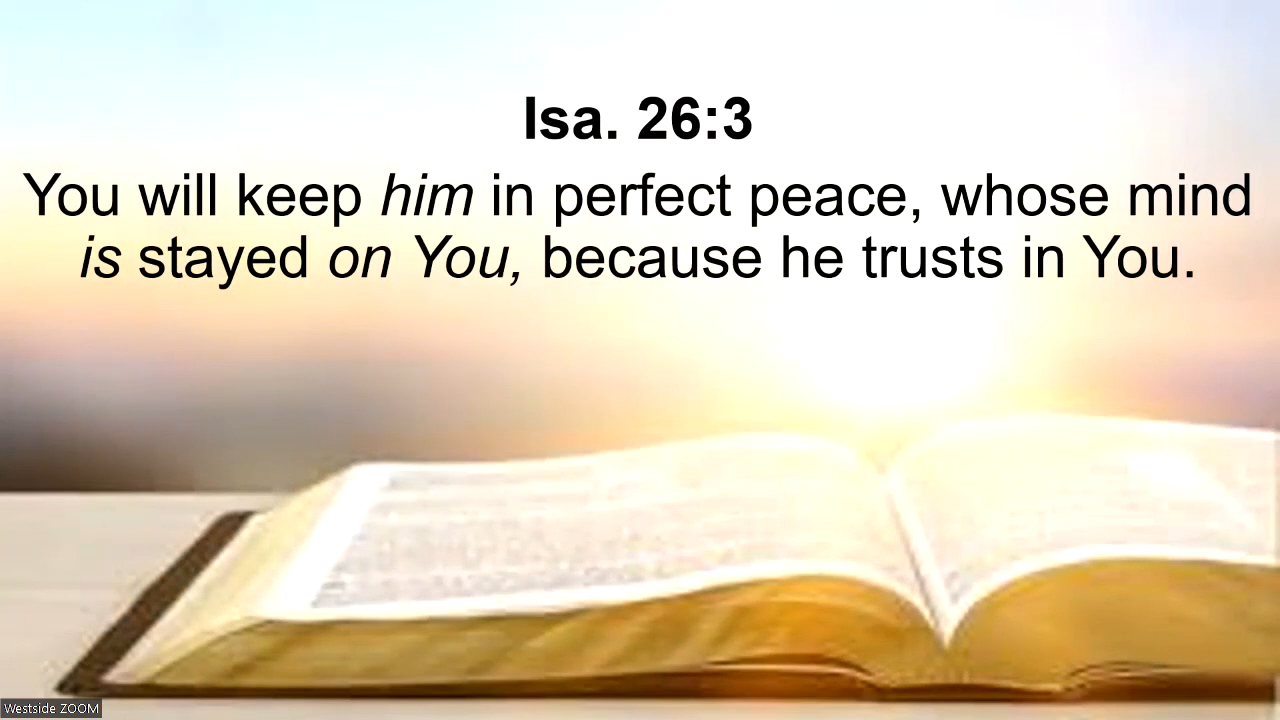 Isa. 26:3
You will keep him in perfect peace, whose mind
is stayed on You, because he trusts in You.
Westside ZOOM